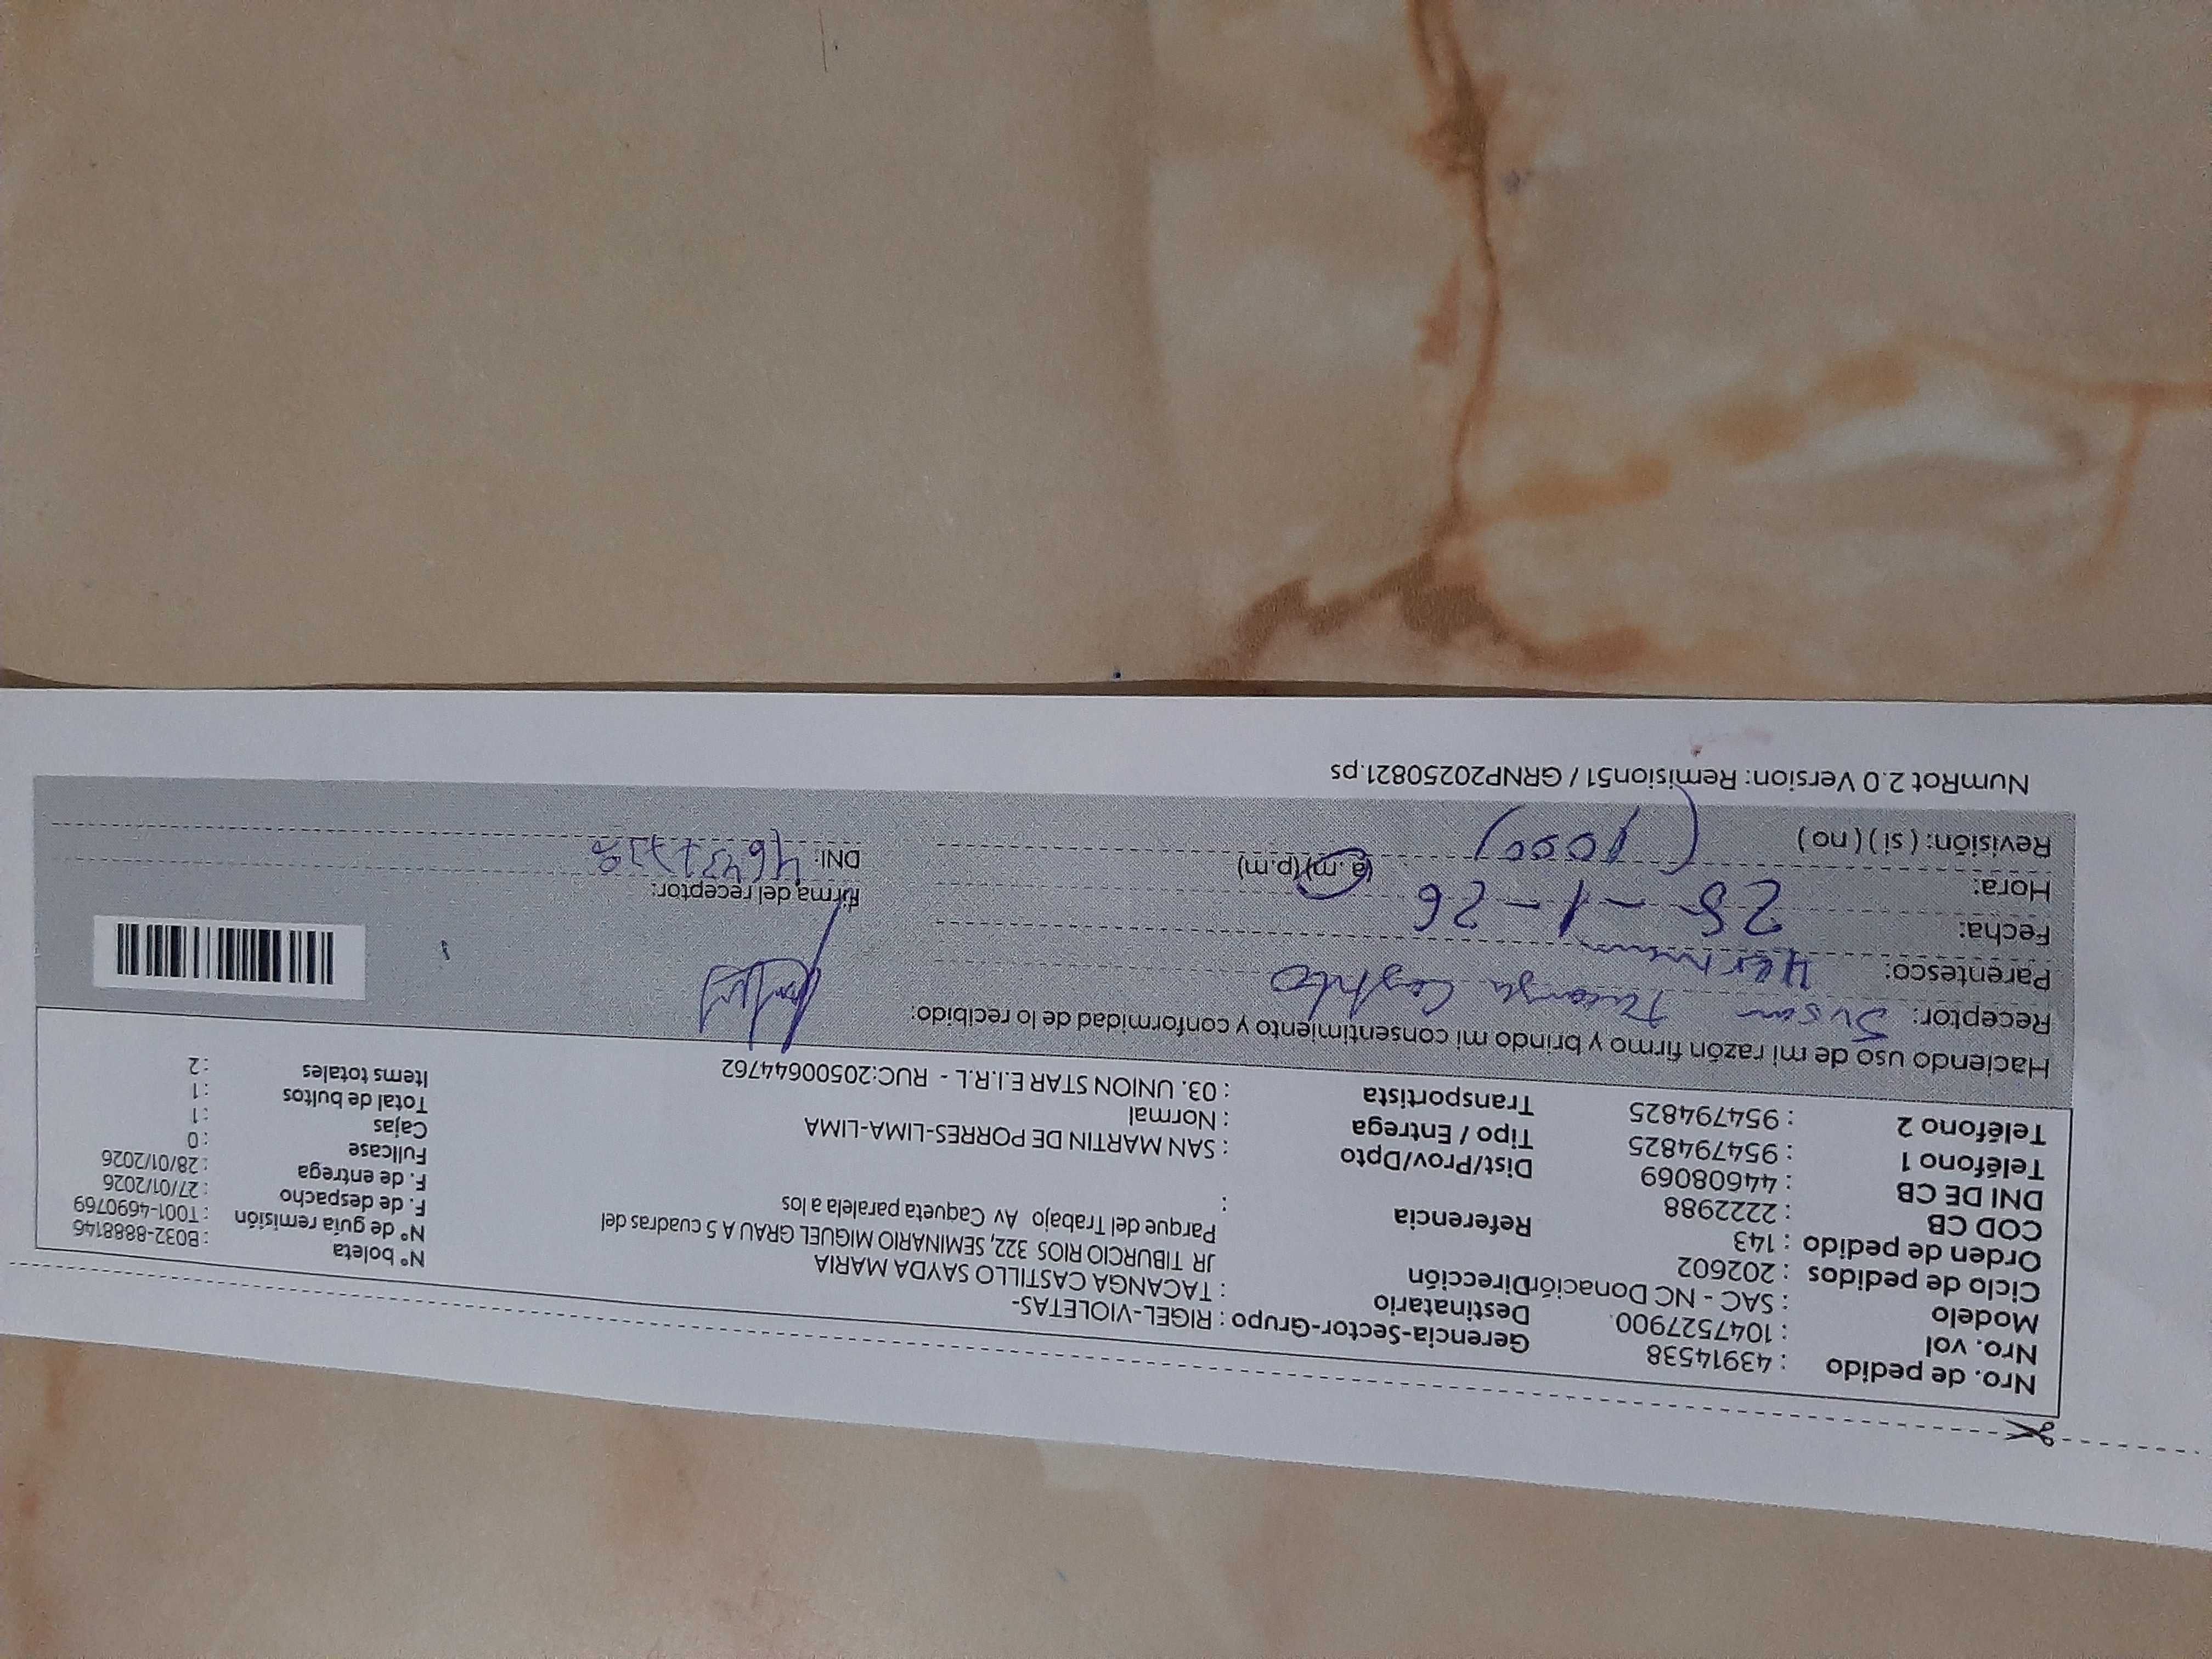 Nro. de pedido : 43914538
Nro. vol : 1047527900
Modelo : SAC - NC Donación
Ciclo de pedidos : 202602
Orden de pedido : 143
COD CB : 2222988
DNI DE CB : 44608069
Teléfono 1 : 954794825
Teléfono 2 : 954794825
Gerencia-Sector-Grupo : RIGEL-VIOLETAS-
Destinatario : TACANGA CASTILLO SAYDA MARIA
Dirección JR TIBURCIO RIOS 322, SEMINARIO MIGUEL GRAU A 5 cuadras del
Parque del Trabajo Av Caqueta paralela a los
Referencia :
Dist/Prov/Dpto : SAN MARTIN DE PORRES-LIMA-LIMA
Tipo / Entrega : Normal
Transportista : 03. UNION STAR E.I.R.L - RUC:20500644762
N° boleta : B032-8888146
N° de guía remisión : T001-4690769
F. de despacho : 27/01/2026
F. de entrega : 28/01/2026
Fullcase : 0
Cajas : 1
Total de bultos : 1
Items totales : 2
Haciendo uso de mi razón firmo y brindo mi consentimiento y conformidad de lo recibido:
Receptor: Susan Tacanga Castillo
Parentesco: Hermana
Fecha: 28-1-26
Hora: (a.m)(p.m)
Revisión: ( si ) ( no )
Firma del receptor:
DNI:
NumRot 2.0 Version: Remision51 / GRNP20250821.ps